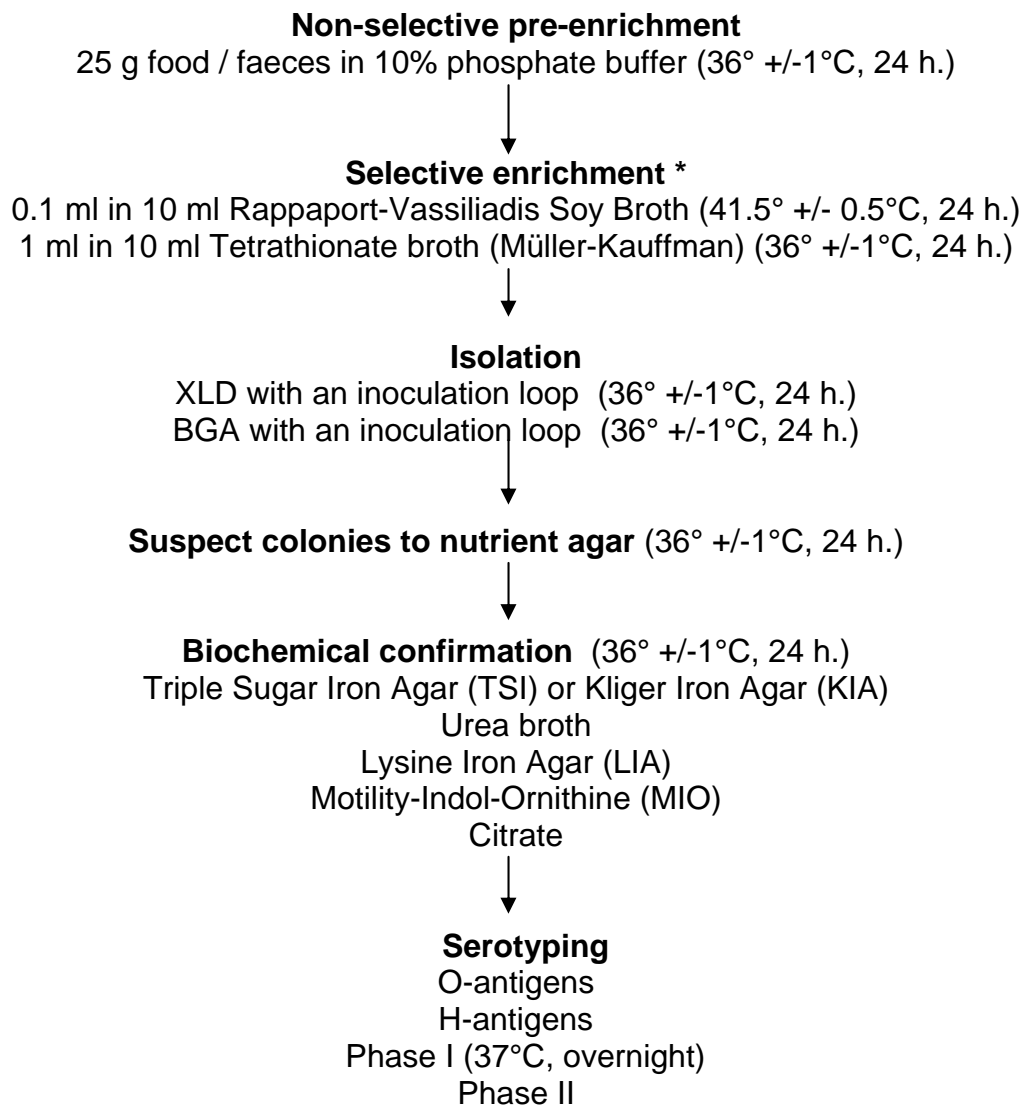 Non-selective pre-enrichment
25 g food / faeces in 10% phosphate buffer (36° +/-1°C, 24 h.)
Selective enrichment *
0.1 ml in 10 ml Rappaport-Vassiliadis Soy Broth (41.5° +/- 0.5°C, 24 h.)
1 ml in 10 ml Tetrathionate broth (Müller-Kauffman) (36° +/-1°C, 24 h.)
Isolation
XLD with an inoculation loop (36° +/-1°C, 24 h.)
BGA with an inoculation loop (36° +/-1°C, 24 h.)
Suspect colonies to nutrient agar (36° +/-1°C, 24 h.)
Biochemical confirmation (36° +/-1°C, 24 h.)
Triple Sugar Iron Agar (TSI) or Kliger Iron Agar (KIA)
Urea broth
Lysine Iron Agar (LIA)
Motility-Indol-Ornithine (MIO)
Citrate
Serotyping
O-antigens
H-antigens
Phase I (37°C, overnight)
Phase II